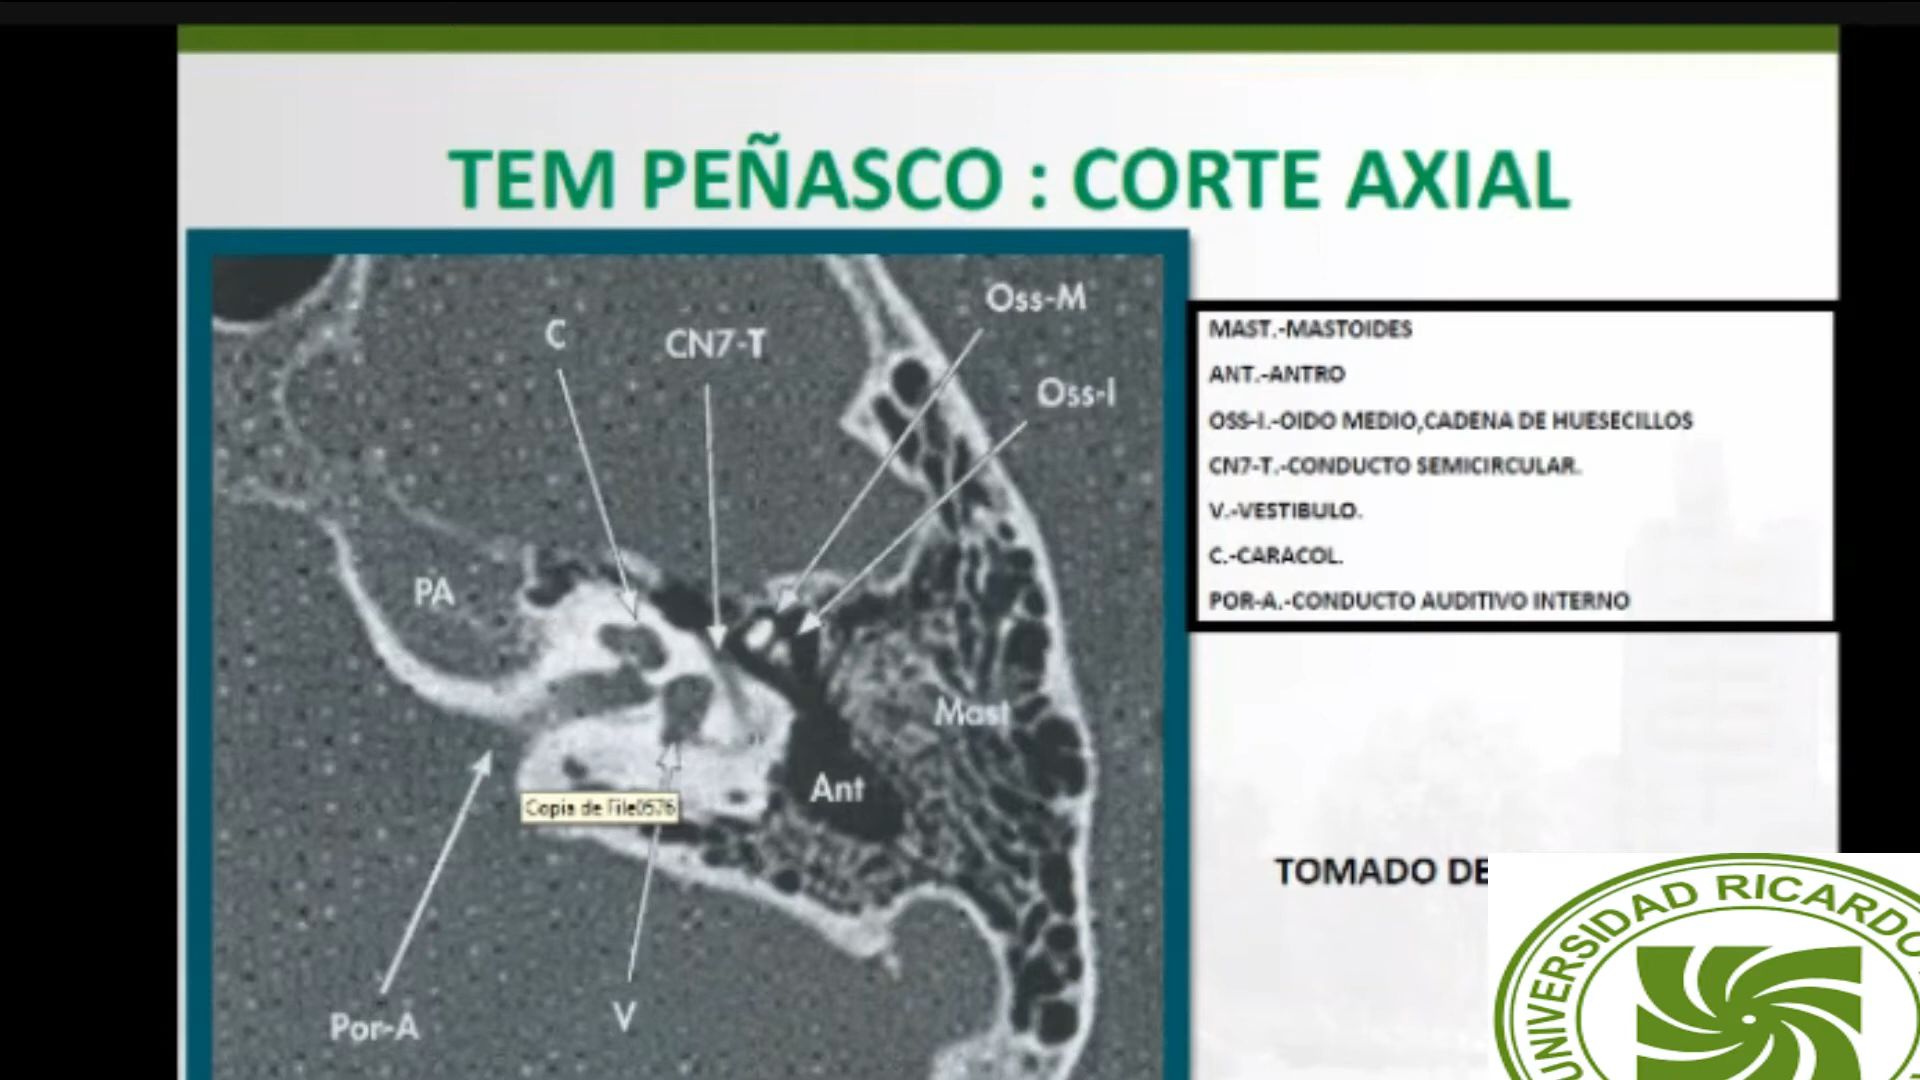 TEM PEÑASCO : CORTE AXIAL
Oss-M
C
CN7-T
Oss-I
PA
Mast
Ant
Copia de File0576
Por-A
V
MAST.-MASTOIDES
ANT.-ANTRO
OSS-I.-OIDO MEDIO,CADENA DE HUESECILLOS
CN7-T.-CONDUCTO SEMICIRCULAR.
V.-VESTIBULO.
C.-CARACOL.
POR-A.-CONDUCTO AUDITIVO INTERNO
TOMADO DE
UNIVERSIDAD RICARDO